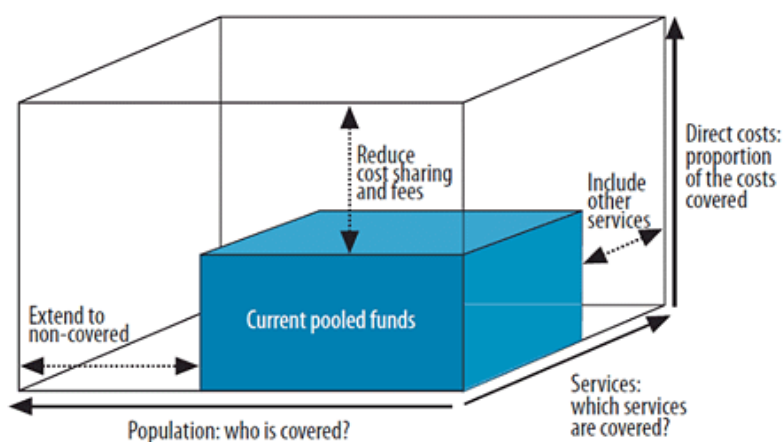 Reduce
cost sharing
and fees
Direct costs:
proportion
of the costs
covered
Include
other
services
Extend to
non-covered
Current pooled funds
Services:
which services
are covered?
Population: who is covered?